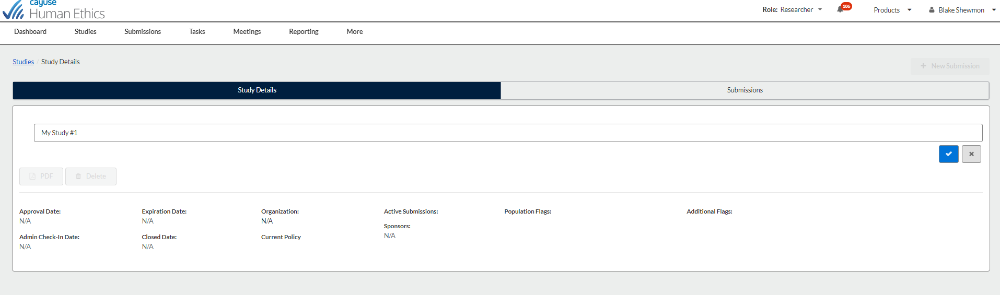 cayuse
Human Ethics
Role: Researcher
106
Products
Blake Shewmon
Dashboard Studies Submissions Tasks Meetings Reporting More
Studies / Study Details
+ New Submission
Study Details Submissions
My Study #1
PDF Delete
Approval Date: Expiration Date: Organization: Active Submissions: Population Flags: Additional Flags:
N/A N/A N/A
Sponsors:
N/A
Admin Check-In Date: Closed Date: Current Policy
N/A N/A